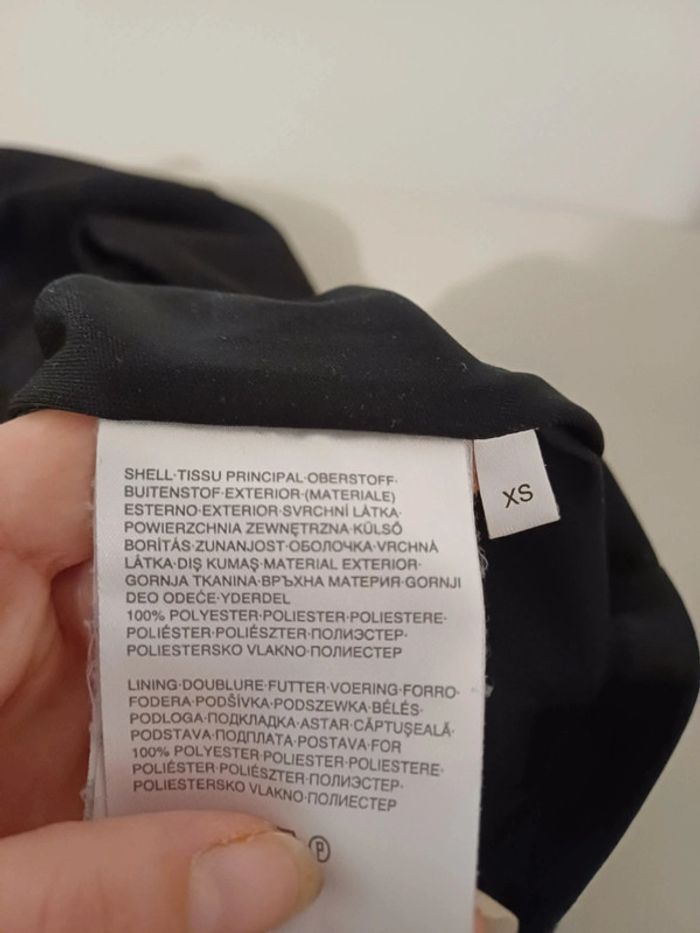 SHELL·TISSU PRINCIPAL·OBERSTOFF·
BUITENSTOF·EXTERIOR·(MATERIALE)
ESTERNO·EXTERIOR·SVRCHNÍ LÁTKA·
POWIERZCHNIA ZEWNĘTRZNA·KÜLSŐ
BORÍTÁS·ZUNANJOST·ОБОЛОЧКА·VRCHNÁ
LÁTKA·DIŞ KUMAŞ·MATERIAL EXTERIOR·
GORNJA TKANINA·ВРЪХНА МАТЕРИЯ·GORNJI
DEO ODEĆE·YDERDEL
100% POLYESTER·POLIESTER·POLIESTERE·
POLIÉSTER·POLIÉSZTER·ПОЛИЭСТЕР·
POLIESTERSKO VLAKNO·ПОЛИЕСТЕР
LINING·DOUBLURE·FUTTER·VOERING·FORRO·
FODERA·PODŠÍVKA·PODSZEWKA·BÉLÉS·
PODLOGA·ПОДКЛАДКА·ASTAR·CĂPTUŞEALĂ·
PODSTAVA·ПОДПЛАТА·POSTAVA·FOR
100% POLYESTER·POLIESTER·POLIESTERE·
POLIÉSTER·POLIÉSZTER·ПОЛИЭСТЕР·
POLIESTERSKO VLAKNO·ПОЛИЕСТЕР
P
XS